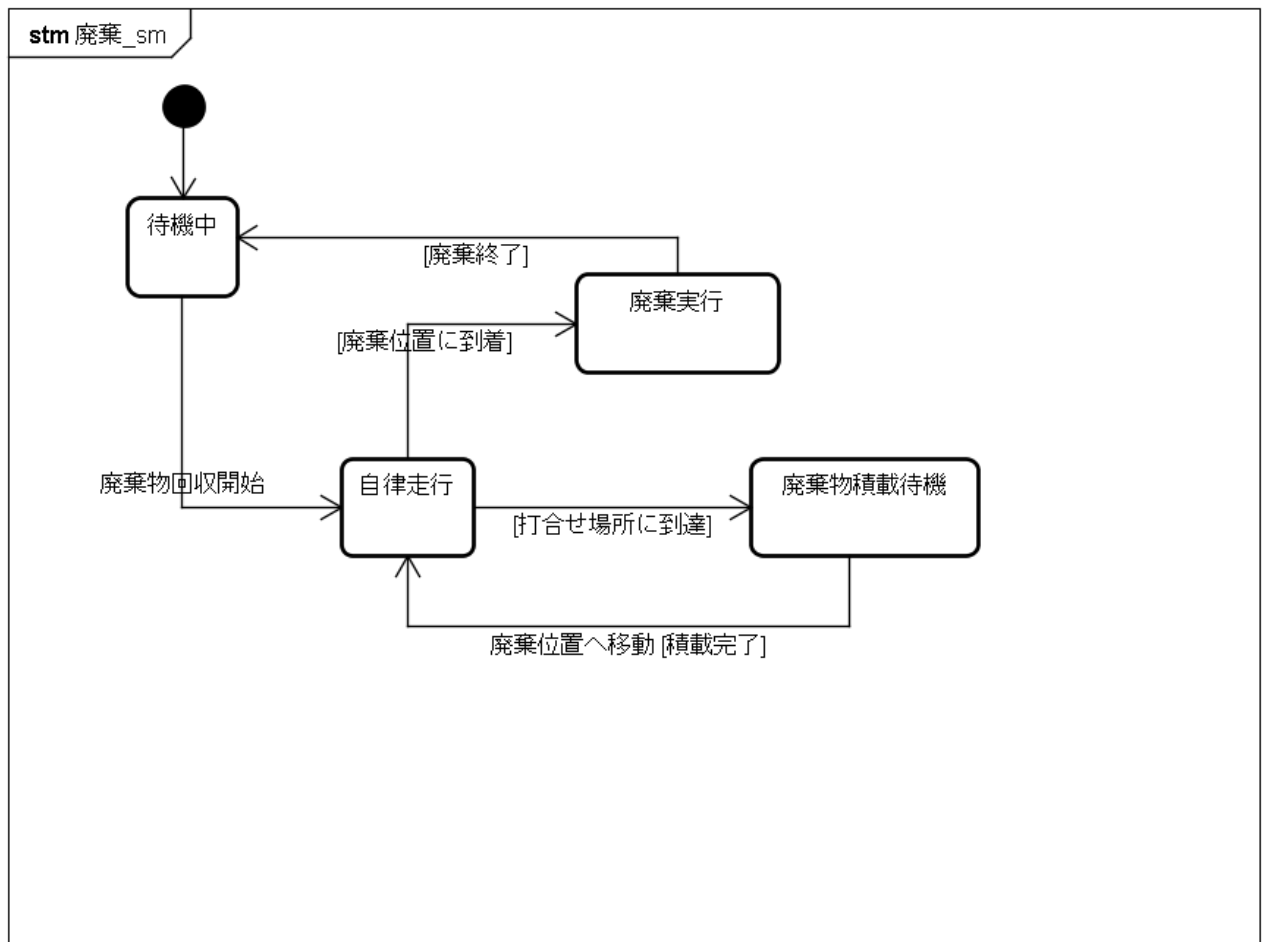 stm 廃棄_sm
待機中
[廃棄終了]
廃棄実行
[廃棄位置に到着]
廃棄物回収開始
自律走行
廃棄物積載待機
[打合せ場所に到達]
廃棄位置へ移動 [積載完了]